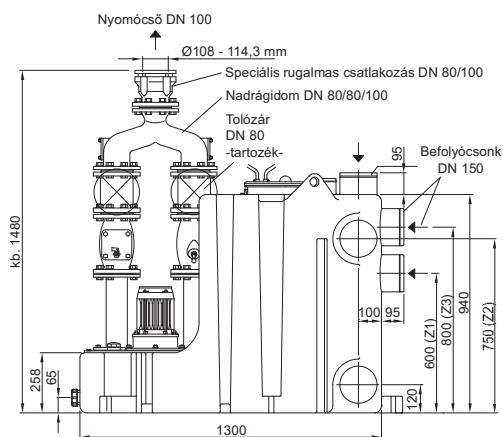 Nyomócső DN 100
Ø108 - 114,3 mm
Speciális rugalmas csatlakozás DN 80/100
Nadrágidom DN 80/80/100
Tolózár
DN 80
-tartozék-
95
Befolyócsonk
DN 150
kb. 1480
100
95
600 (Z1)
800 (Z3)
940
750 (Z2)
258
65
120
1300